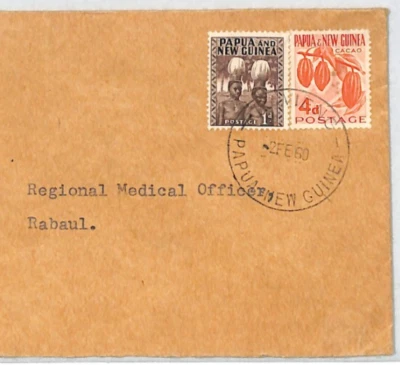 PAPUA AND
NEW GUINEA
POSTAGE 1d
PAPUA & NEW GUINEA
CACAO
4d
POSTAGE
2FE60
PAPUA-NEW GUINEA
Regional Medical Officer,
Rabaul.